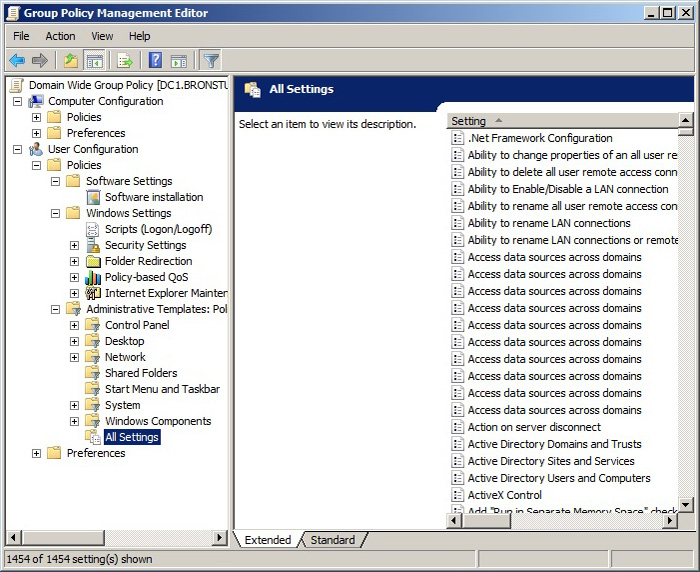 Group Policy Management Editor
File Action View Help
Domain Wide Group Policy [DC1.BRONSTU
Computer Configuration
Policies
Preferences
User Configuration
Policies
Software Settings
Software installation
Windows Settings
Scripts (Logon/Logoff)
Security Settings
Folder Redirection
Policy-based QoS
Internet Explorer Mainten
Administrative Templates: Pol
Control Panel
Desktop
Network
Shared Folders
Start Menu and Taskbar
System
Windows Components
All Settings
Preferences
All Settings
Select an item to view its description.
Setting
.Net Framework Configuration
Ability to change properties of an all user re
Ability to delete all user remote access conn
Ability to Enable/Disable a LAN connection
Ability to rename all user remote access con
Ability to rename LAN connections
Ability to rename LAN connections or remote
Access data sources across domains
Access data sources across domains
Access data sources across domains
Access data sources across domains
Access data sources across domains
Access data sources across domains
Access data sources across domains
Access data sources across domains
Access data sources across domains
Access data sources across domains
Action on server disconnect
Active Directory Domains and Trusts
Active Directory Sites and Services
Active Directory Users and Computers
ActiveX Control
Add "Run in Separate Memory Space" check
Extended Standard
1454 of 1454 setting(s) shown